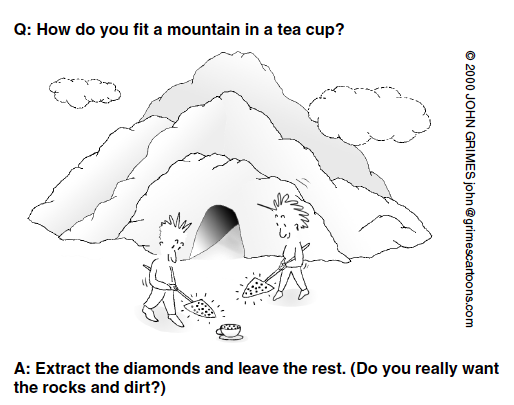 Q: How do you fit a mountain in a tea cup?
© 2000 JOHN GRIMES john@grimescartoons.com
A: Extract the diamonds and leave the rest. (Do you really want
the rocks and dirt?)